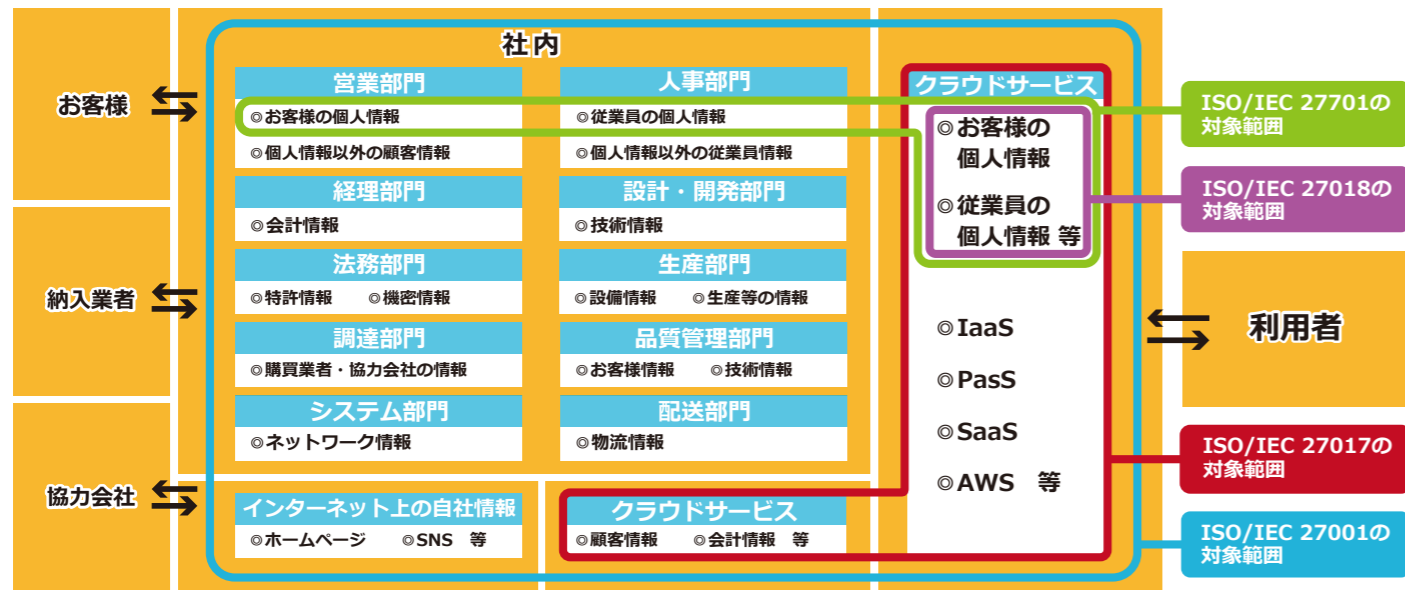 社内
お客様
納入業者
協力会社
営業部門
◎お客様の個人情報
◎個人情報以外の顧客情報
人事部門
◎従業員の個人情報
◎個人情報以外の従業員情報
経理部門
◎会計情報
設計・開発部門
◎技術情報
法務部門
◎特許情報 ◎機密情報
生産部門
◎設備情報 ◎生産等の情報
調達部門
◎購買業者・協力会社の情報
品質管理部門
◎お客様情報 ◎技術情報
システム部門
◎ネットワーク情報
配送部門
◎物流情報
インターネット上の自社情報
◎ホームページ ◎SNS 等
クラウドサービス
◎顧客情報 ◎会計情報 等
クラウドサービス
◎お客様の
個人情報
◎従業員の
個人情報 等
◎IaaS
◎PasS
◎SaaS
◎AWS 等
利用者
ISO/IEC 27701の
対象範囲
ISO/IEC 27018の
対象範囲
ISO/IEC 27017の
対象範囲
ISO/IEC 27001の
対象範囲